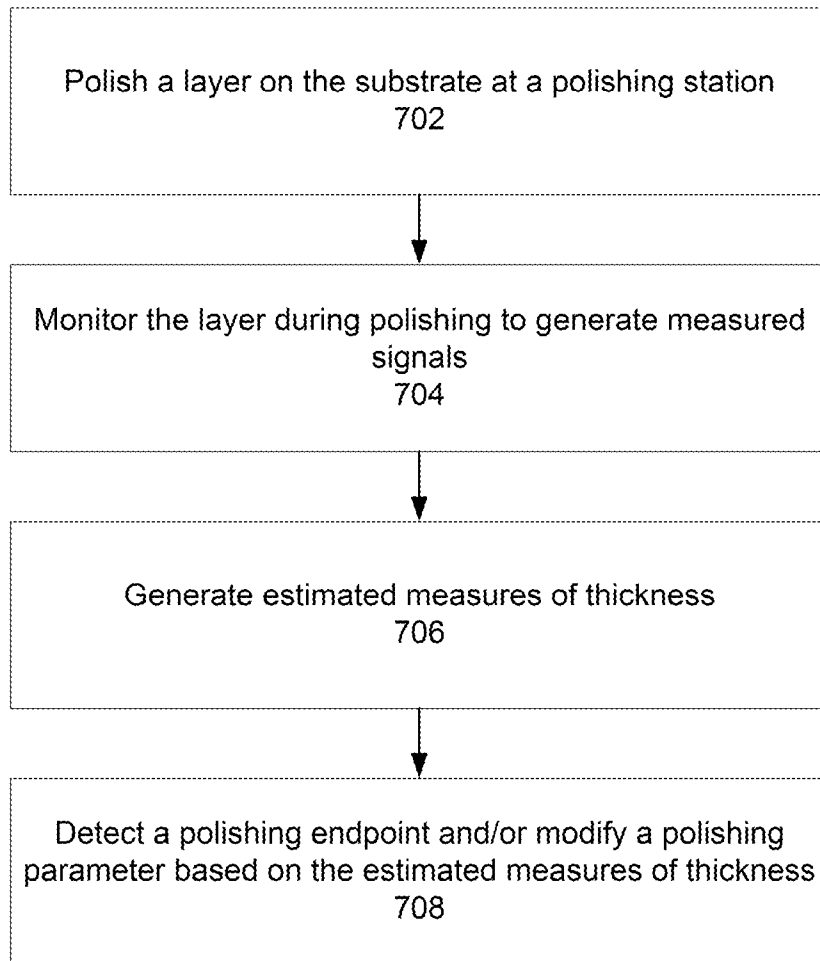 Polish a layer on the substrate at a polishing station
702
Monitor the layer during polishing to generate measured
signals
704
Generate estimated measures of thickness
706
Detect a polishing endpoint and/or modify a polishing
parameter based on the estimated measures of thickness
708